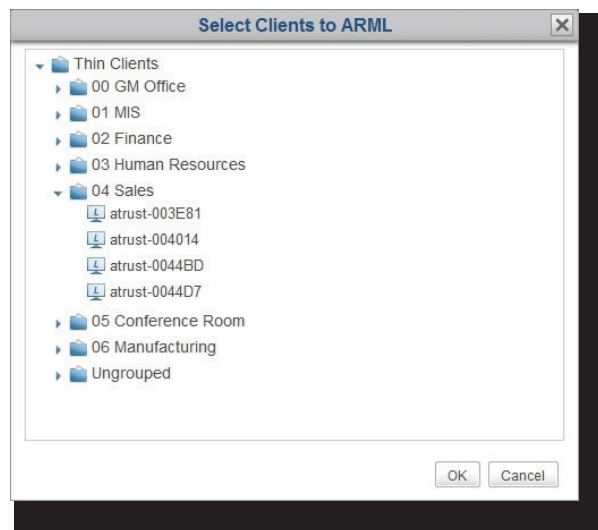 Select Clients to ARML
Thin Clients
00 GM Office
01 MIS
02 Finance
03 Human Resources
04 Sales
atrust-003E81
atrust-004014
atrust-0044BD
atrust-0044D7
05 Conference Room
06 Manufacturing
Ungrouped
OK Cancel